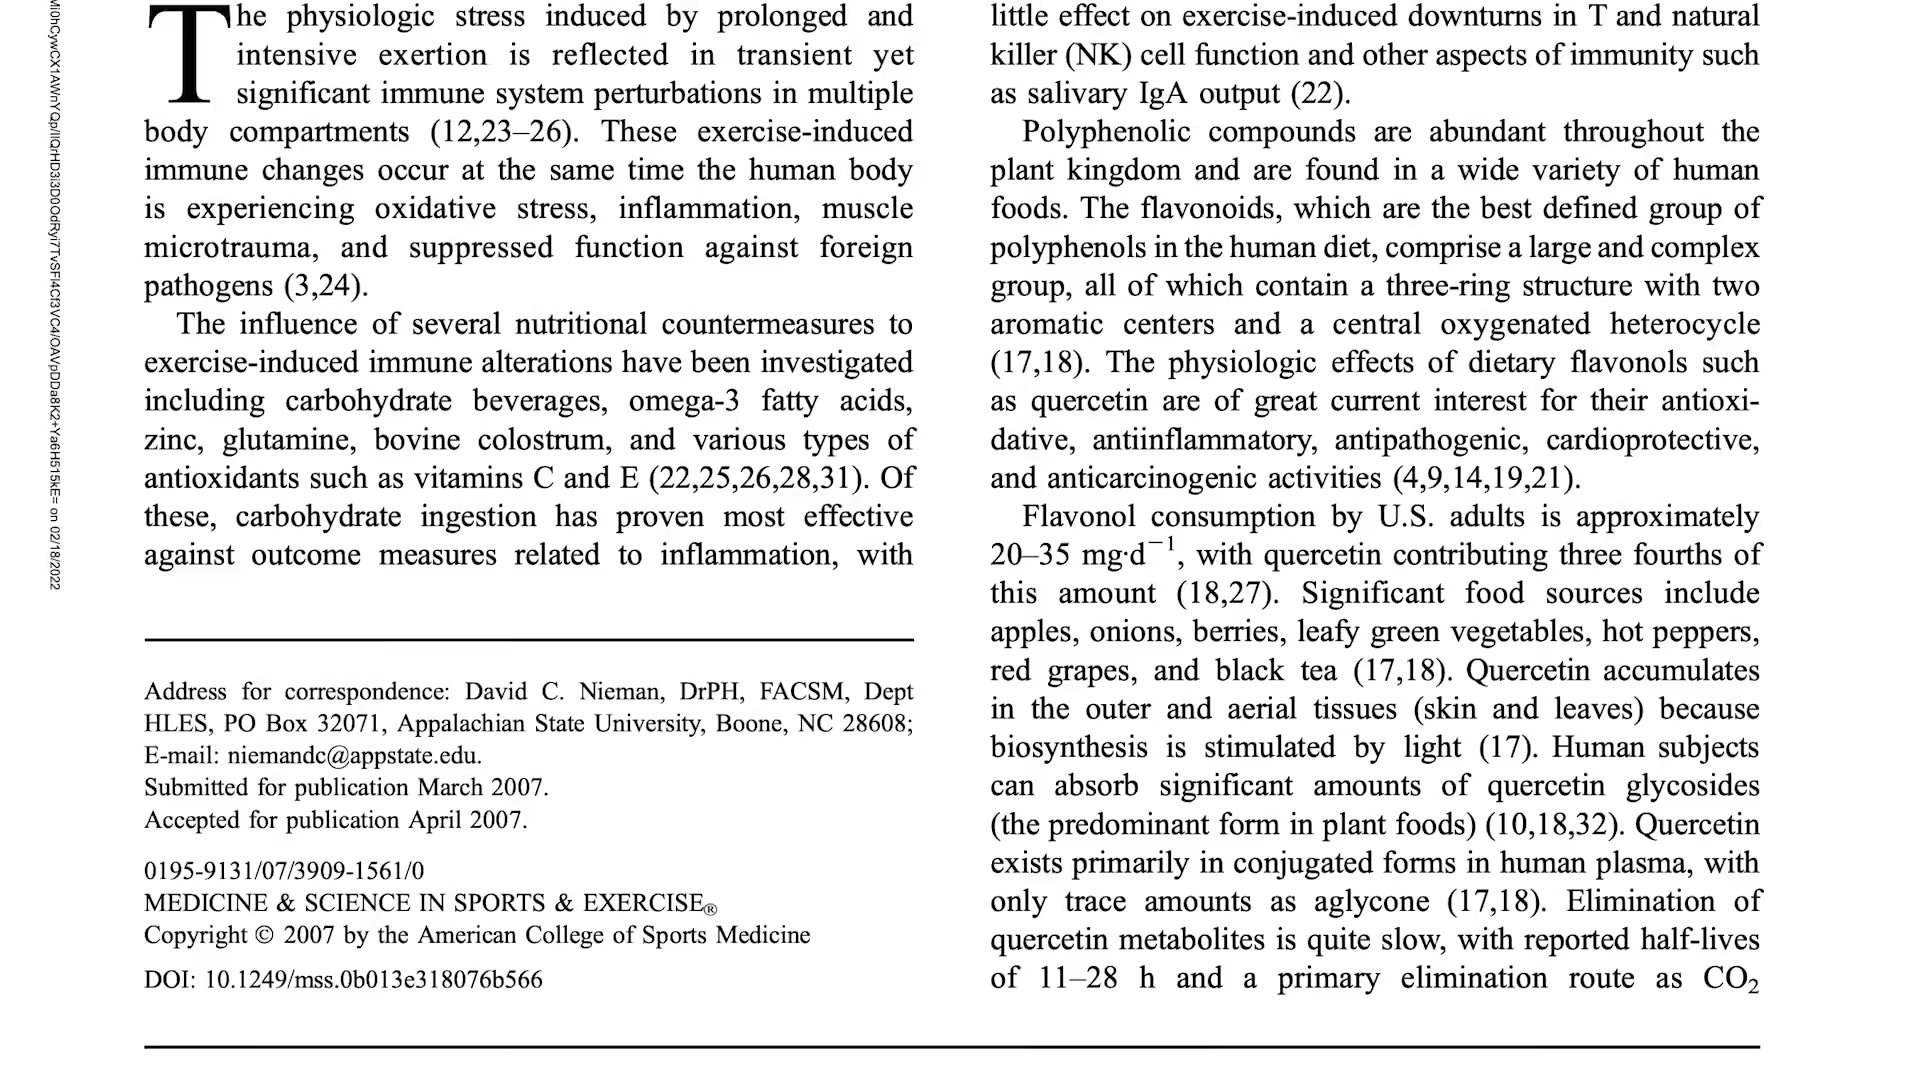 The physiologic stress induced by prolonged and
intensive exertion is reflected in transient yet
significant immune system perturbations in multiple
body compartments (12,23–26). These exercise-induced
immune changes occur at the same time the human body
is experiencing oxidative stress, inflammation, muscle
microtrauma, and suppressed function against foreign
pathogens (3,24).
The influence of several nutritional countermeasures to
exercise-induced immune alterations have been investigated
including carbohydrate beverages, omega-3 fatty acids,
zinc, glutamine, bovine colostrum, and various types of
antioxidants such as vitamins C and E (22,25,26,28,31). Of
these, carbohydrate ingestion has proven most effective
against outcome measures related to inflammation, with
Address for correspondence: David C. Nieman, DrPH, FACSM, Dept
HLES, PO Box 32071, Appalachian State University, Boone, NC 28608;
E-mail: niemandc@appstate.edu.
Submitted for publication March 2007.
Accepted for publication April 2007.
0195-9131/07/3909-1561/0
MEDICINE & SCIENCE IN SPORTS & EXERCISE®
Copyright © 2007 by the American College of Sports Medicine
DOI: 10.1249/mss.0b013e318076b566
little effect on exercise-induced downturns in T and natural
killer (NK) cell function and other aspects of immunity such
as salivary IgA output (22).
Polyphenolic compounds are abundant throughout the
plant kingdom and are found in a wide variety of human
foods. The flavonoids, which are the best defined group of
polyphenols in the human diet, comprise a large and complex
group, all of which contain a three-ring structure with two
aromatic centers and a central oxygenated heterocycle
(17,18). The physiologic effects of dietary flavonols such
as quercetin are of great current interest for their antioxi-
dative, antiinflammatory, antipathogenic, cardioprotective,
and anticarcinogenic activities (4,9,14,19,21).
Flavonol consumption by U.S. adults is approximately
20–35 mg·d⁻¹, with quercetin contributing three fourths of
this amount (18,27). Significant food sources include
apples, onions, berries, leafy green vegetables, hot peppers,
red grapes, and black tea (17,18). Quercetin accumulates
in the outer and aerial tissues (skin and leaves) because
biosynthesis is stimulated by light (17). Human subjects
can absorb significant amounts of quercetin glycosides
(the predominant form in plant foods) (10,18,32). Quercetin
exists primarily in conjugated forms in human plasma, with
only trace amounts as aglycone (17,18). Elimination of
quercetin metabolites is quite slow, with reported half-lives
of 11–28 h and a primary elimination route as CO₂
on 02/18/2022